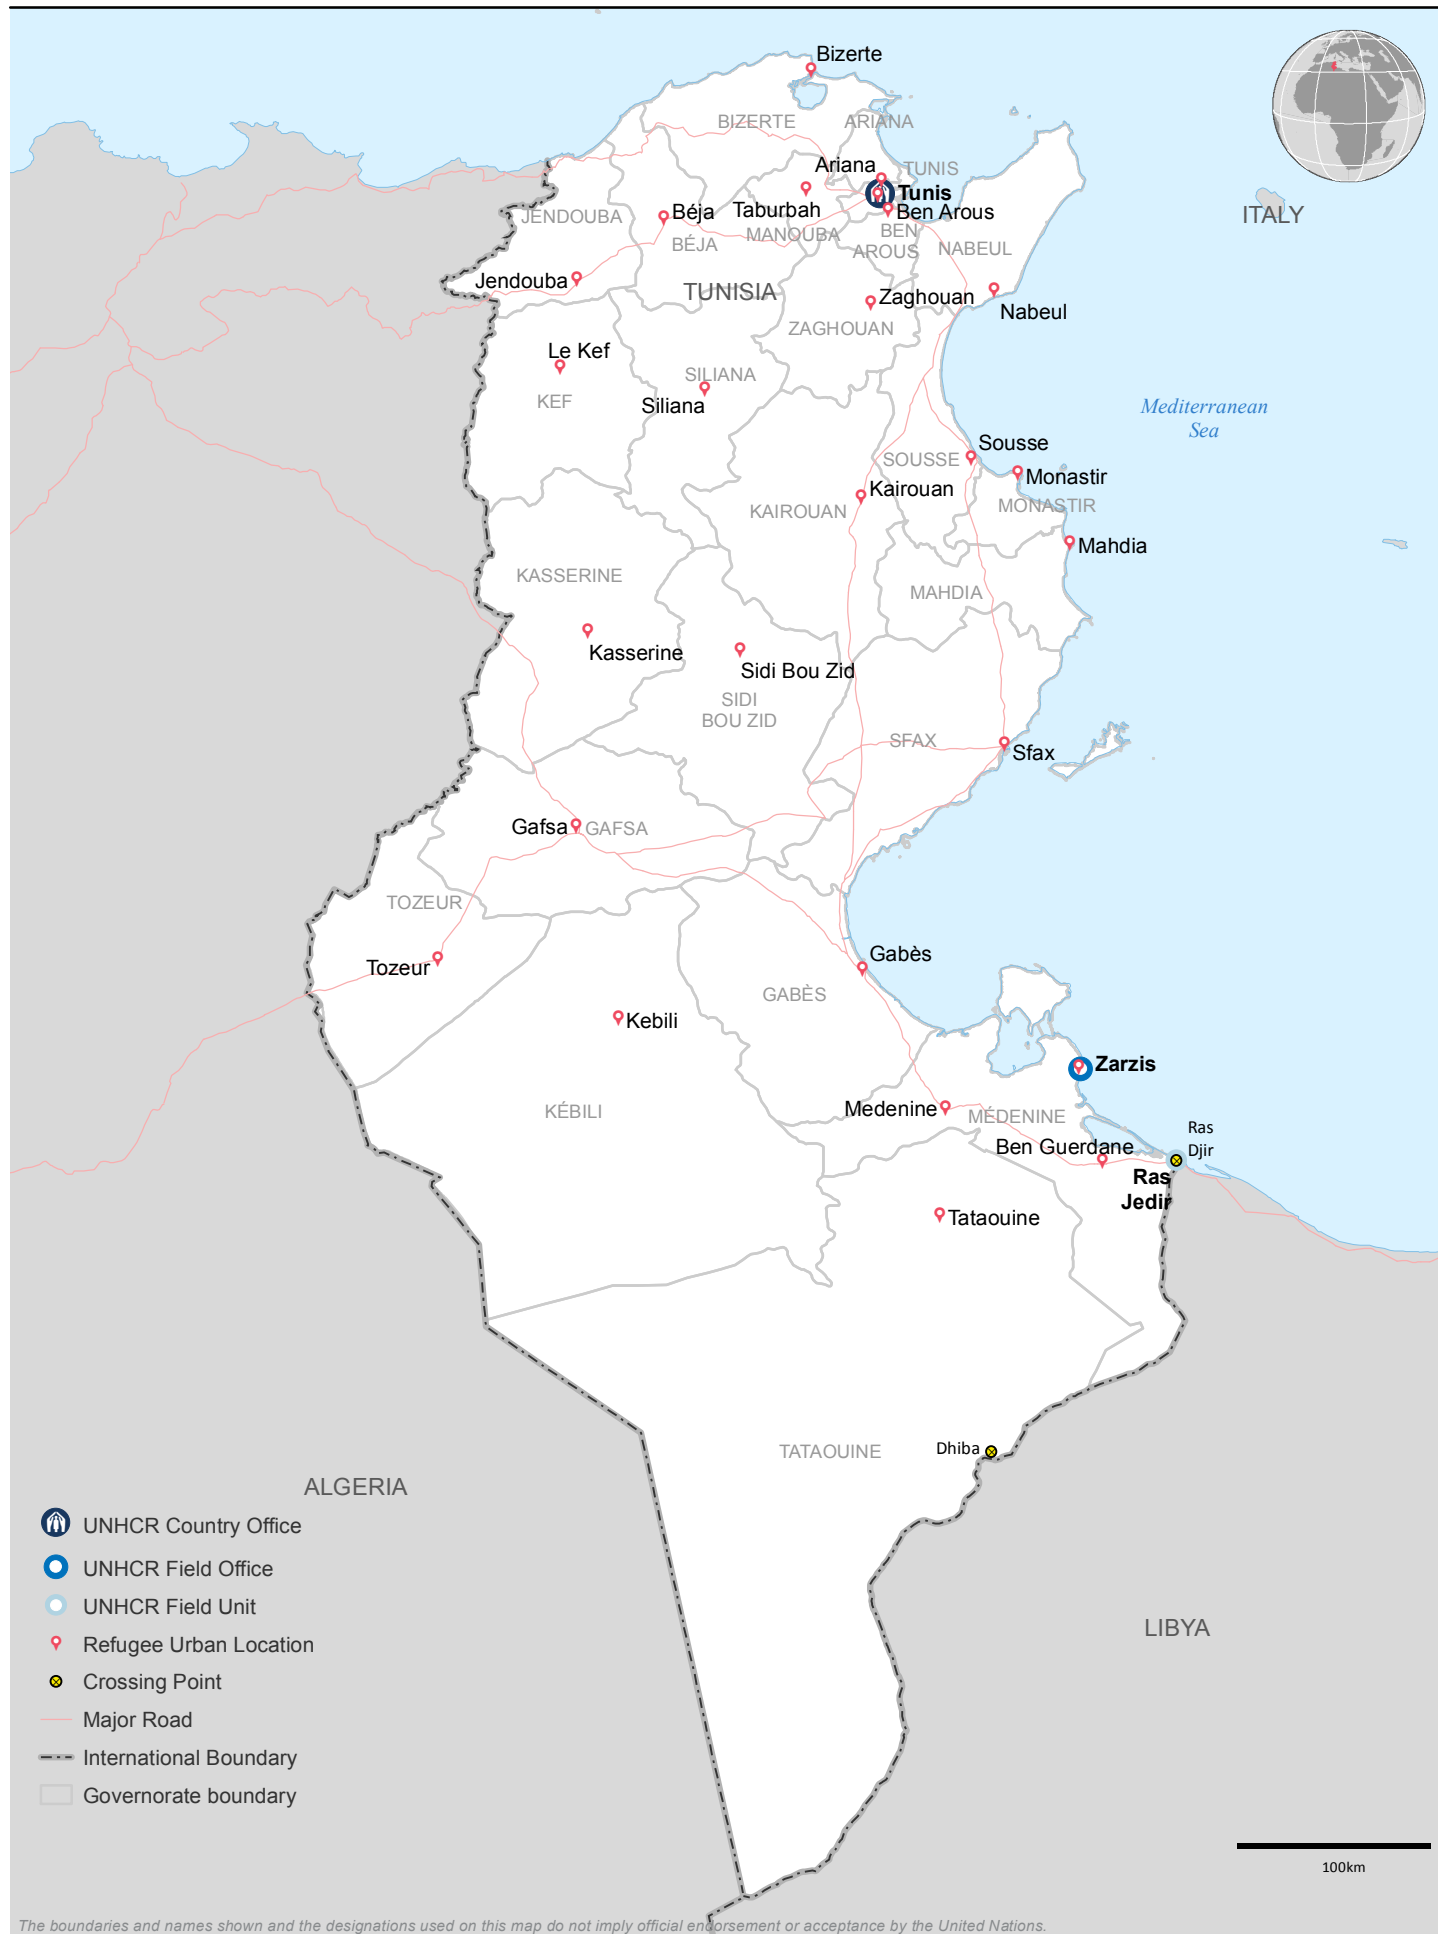 Bizerte
BIZERTE
ARIANA
Ariana
TUNIS
Tunis
Taburbah
Ben Arous
MANOUBA
BEN
AROUS
JENDOUBA
Béja
BÉJA
NABEUL
ITALY
Jendouba
TUNISIA
Zaghouan
ZAGHOUAN
Nabeul
Le Kef
KEF
SILIANA
Siliana
Mediterranean
Sea
Sousse
SOUSSE
Monastir
MONASTIR
Kairouan
KAIROUAN
Mahdia
MAHDIA
KASSERINE
Kasserine
Sidi Bou Zid
SIDI
BOU ZID
SFAX
Sfax
Gafsa
GAFSA
TOZEUR
Tozeur
Gabès
GABÈS
Kebili
KÉBILI
Zarzis
Medenine
MÉDENINE
Ben Guerdane
Ras
Djir
Ras
Jedir
Tataouine
TATAOUINE
Dhiba
ALGERIA
LIBYA
UNHCR Country Office
UNHCR Field Office
UNHCR Field Unit
Refugee Urban Location
Crossing Point
Major Road
International Boundary
Governorate boundary
100km
The boundaries and names shown and the designations used on this map do not imply official endorsement or acceptance by the United Nations.